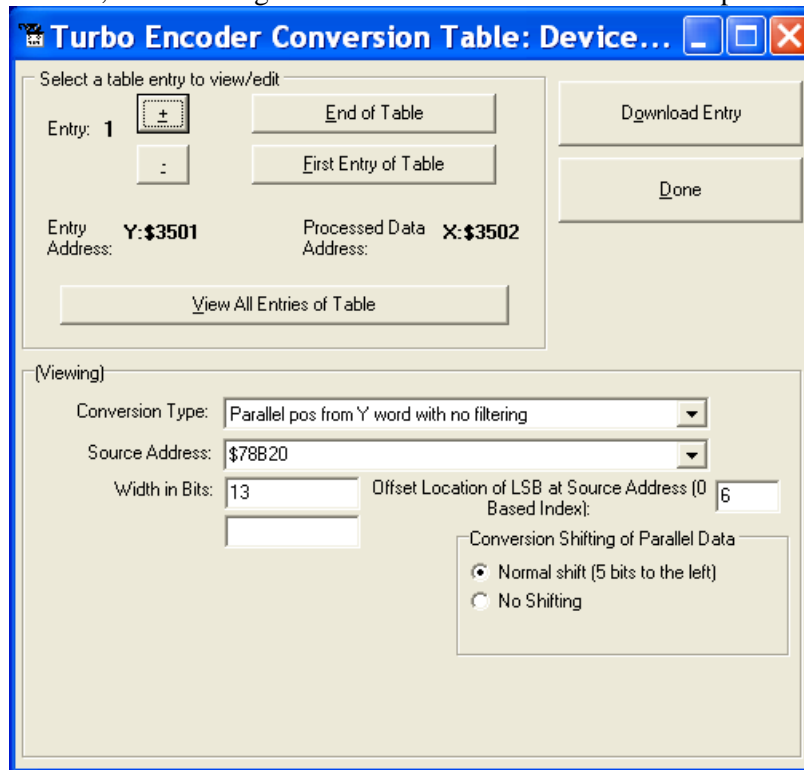 Turbo Encoder Conversion Table: Device...
Select a table entry to view/edit
Entry: 1
+
End of Table
Download Entry
-
First Entry of Table
Done
Entry Address: Y:$3501
Processed Data Address: X:$3502
View All Entries of Table
(Viewing)
Conversion Type: Parallel pos from Y word with no filtering
Source Address: $78B20
Width in Bits: 13
Offset Location of LSB at Source Address (0 Based Index): 6
Conversion Shifting of Parallel Data
Normal shift (5 bits to the left)
No Shifting